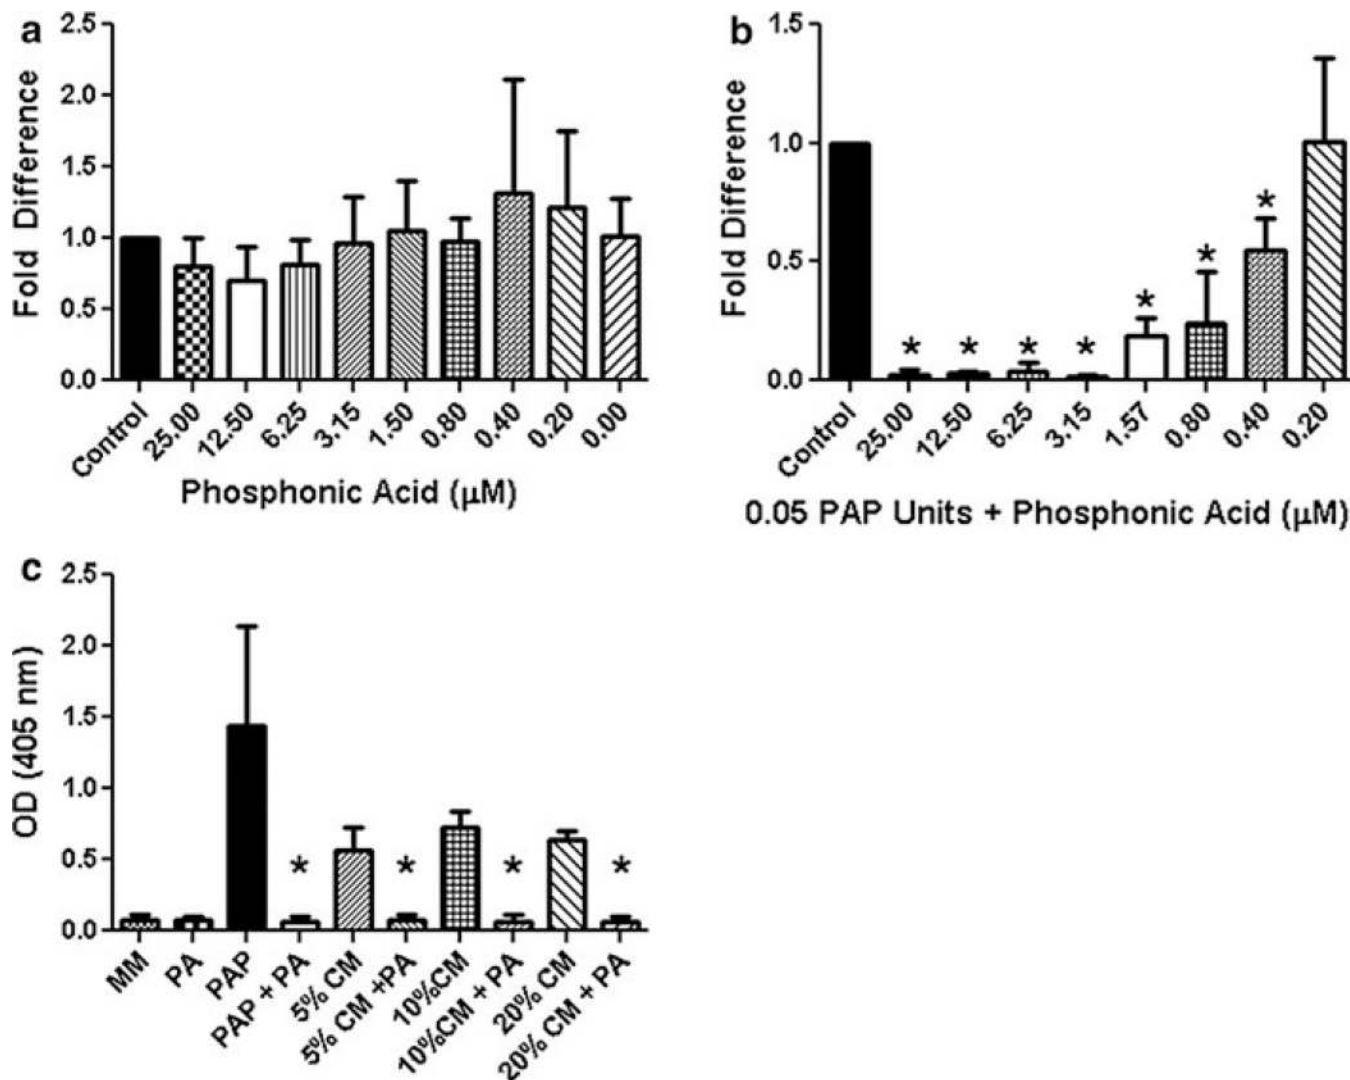 a
2.5
2.0
1.5
1.0
0.5
0.0
Fold Difference
Control
25.00
12.50
6.25
3.15
1.50
0.80
0.40
0.20
0.00
Phosphonic Acid (μM)
b
1.5
1.0
0.5
0.0
Fold Difference
*
*
*
*
*
*
*
Control
25.00
12.50
6.25
3.15
1.57
0.80
0.40
0.20
0.05 PAP Units + Phosphonic Acid (μM)
c
2.5
2.0
1.5
1.0
0.5
0.0
OD (405 nm)
*
*
*
*
MM
PA
PAP
PAP + PA
5% CM
5% CM +PA
10%CM
10%CM + PA
20% CM
20% CM + PA